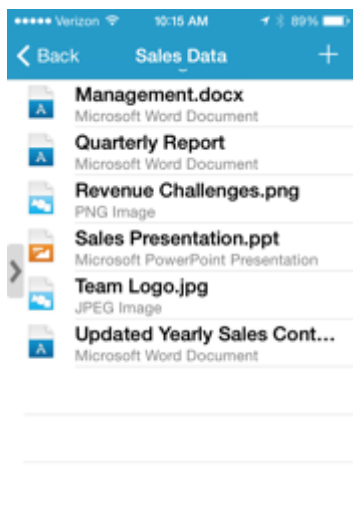 Verizon 10:15 AM 89%
Back Sales Data
Management.docx
Microsoft Word Document
Quarterly Report
Microsoft Word Document
Revenue Challenges.png
PNG Image
Sales Presentation.ppt
Microsoft PowerPoint Presentation
Team Logo.jpg
JPEG Image
Updated Yearly Sales Cont...
Microsoft Word Document